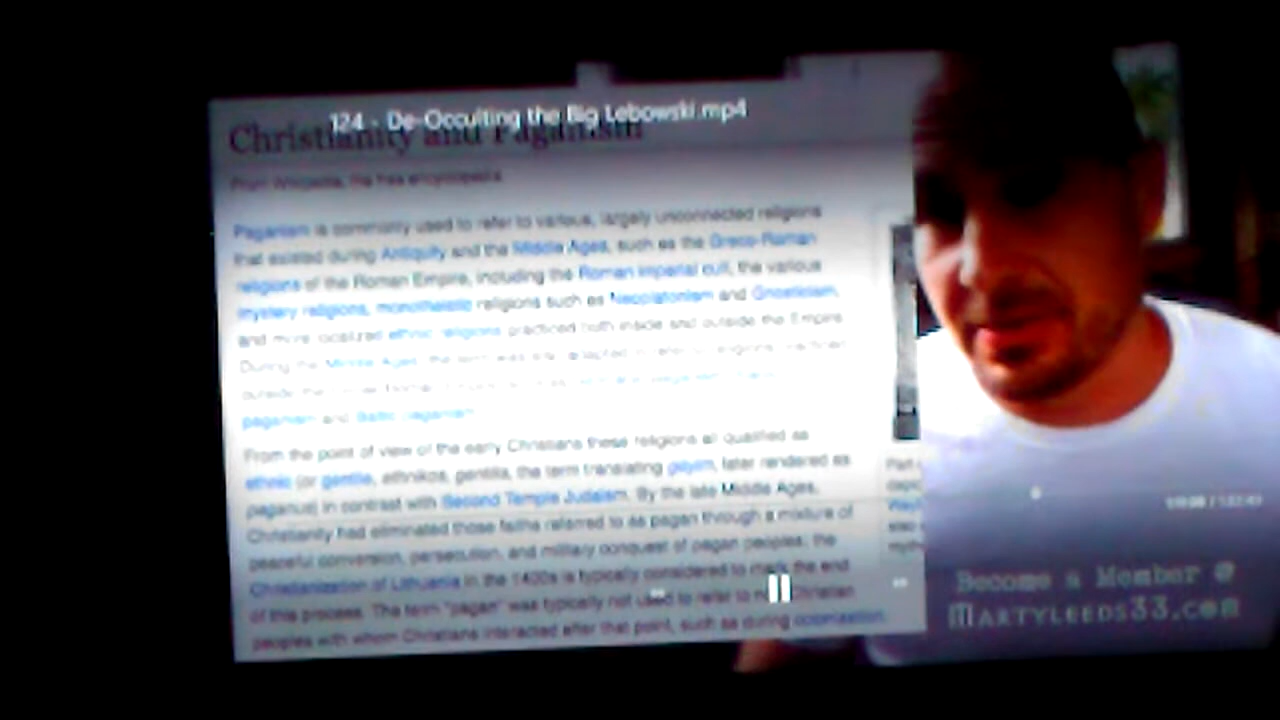 124 - De-Occulting the Big Lebowski.mp4
Christianity and Paganism
From Wikipedia, the free encyclopedia
Paganism is commonly used to refer to various, largely unconnected religions
that existed during Antiquity and the Middle Ages, such as the Greco-Roman
religions of the Roman Empire, including the Roman imperial cult, the various
mystery religions, monotheistic religions such as Neoplatonism and Gnosticism,
and more localized ethnic religions practiced both inside and outside the Empire.
During the Middle Ages, the term was
outside the
paganism and Baltic paganism
From the point of view of the early Christians these religions all qualified as
ethnic (or gentile, ethnikos, gentilis, the term translating goyim, later rendered as
paganus) in contrast with Second Temple Judaism. By the late Middle Ages,
Christianity had eliminated those faiths referred to as pagan through a mixture of
peaceful conversion, persecution, and military conquest of pagan peoples; the
Christianization of Lithuania in the 1400s is typically considered to mark the end
of this process. The term "pagan" was typically not used to refer to Christian
peoples with whom Christians interacted after that point, such as during
Become a Member @
Martyleeds33.com